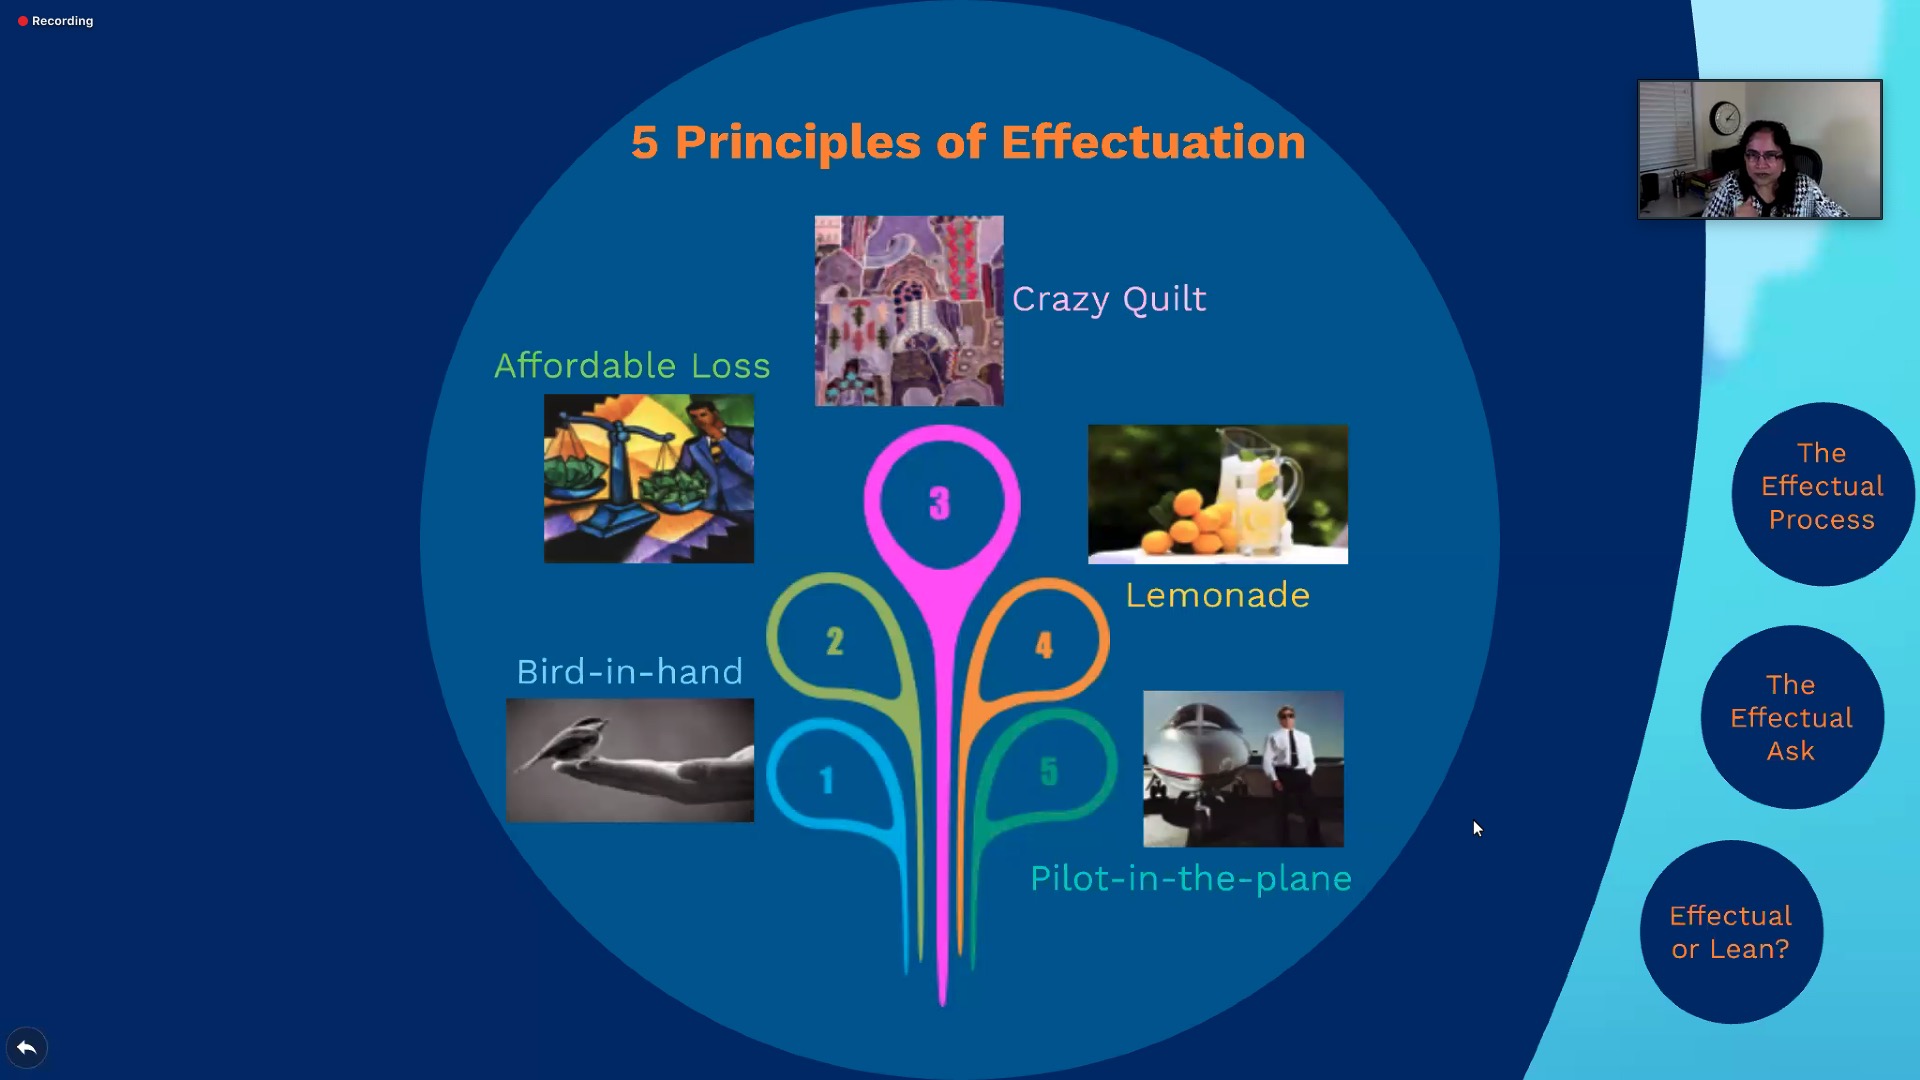 Recording
5 Principles of Effectuation
Crazy Quilt
Affordable Loss
3
Lemonade
2
4
Bird-in-hand
1
5
Pilot-in-the-plane
The
Effectual
Process
The
Effectual
Ask
Effectual
or Lean?